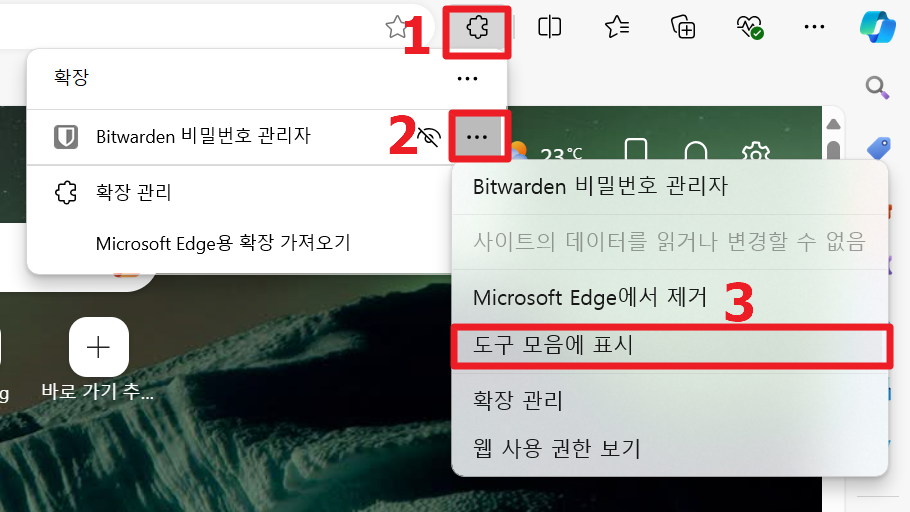 1
확장
2
Bitwarden 비밀번호 관리자
23°C
확장 관리
Microsoft Edge용 확장 가져오기
Bitwarden 비밀번호 관리자
사이트의 데이터를 읽거나 변경할 수 없음
Microsoft Edge에서 제거
3
도구 모음에 표시
확장 관리
웹 사용 권한 보기
g
바로 가기 추...